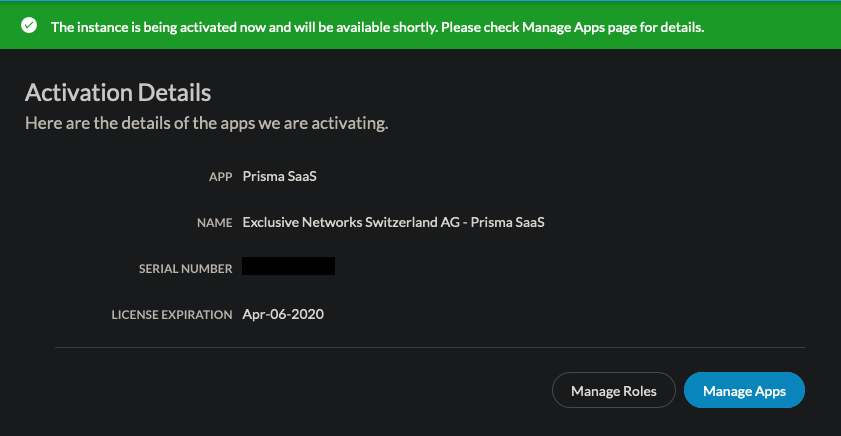 The instance is being activated now and will be available shortly. Please check Manage Apps page for details.
Activation Details
Here are the details of the apps we are activating.
APP Prisma SaaS
NAME Exclusive Networks Switzerland AG - Prisma SaaS
SERIAL NUMBER
LICENSE EXPIRATION Apr-06-2020
Manage Roles Manage Apps